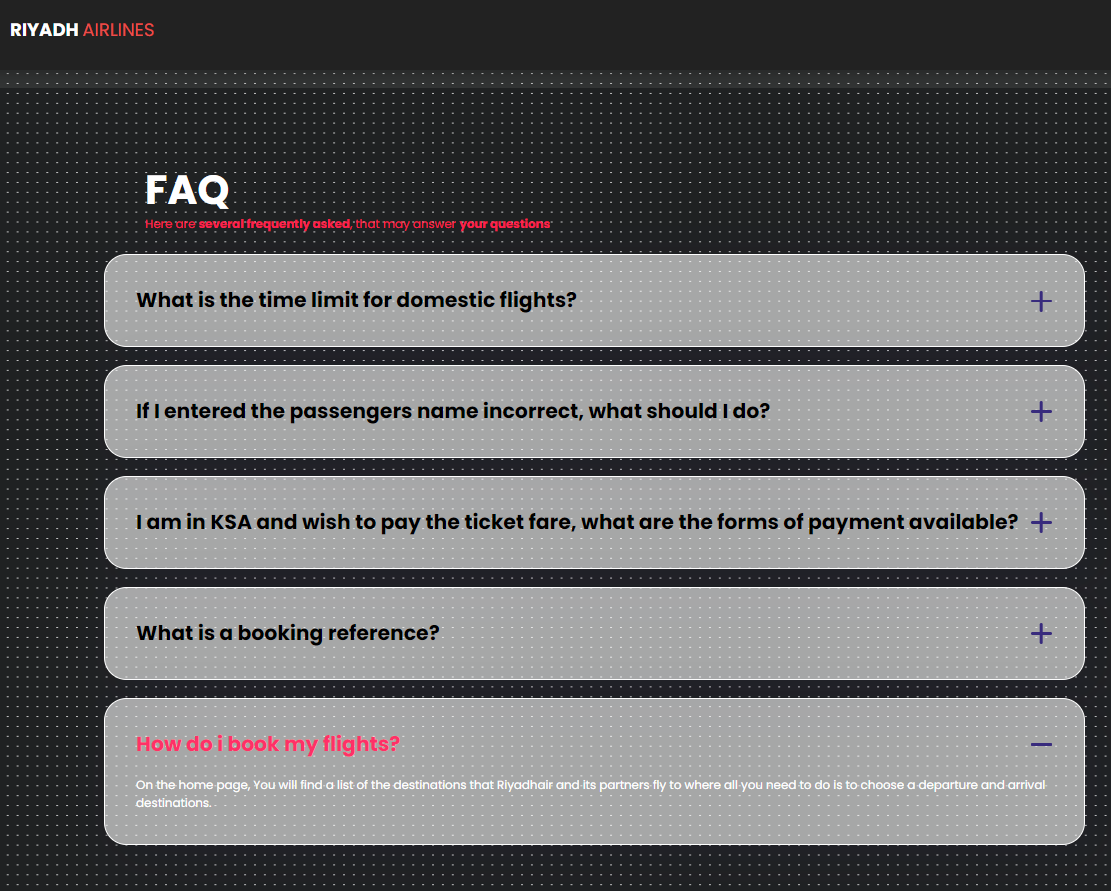 RIYADH AIRLINES
FAQ
Here are several frequently asked, that may answer your questions
What is the time limit for domestic flights?
If I entered the passengers name incorrect, what should I do?
I am in KSA and wish to pay the ticket fare, what are the forms of payment available?
What is a booking reference?
How do i book my flights?
On the home page, You will find a list of the destinations that Riyadhair and its partners fly to where all you need to do is to choose a departure and arrival
destinations.